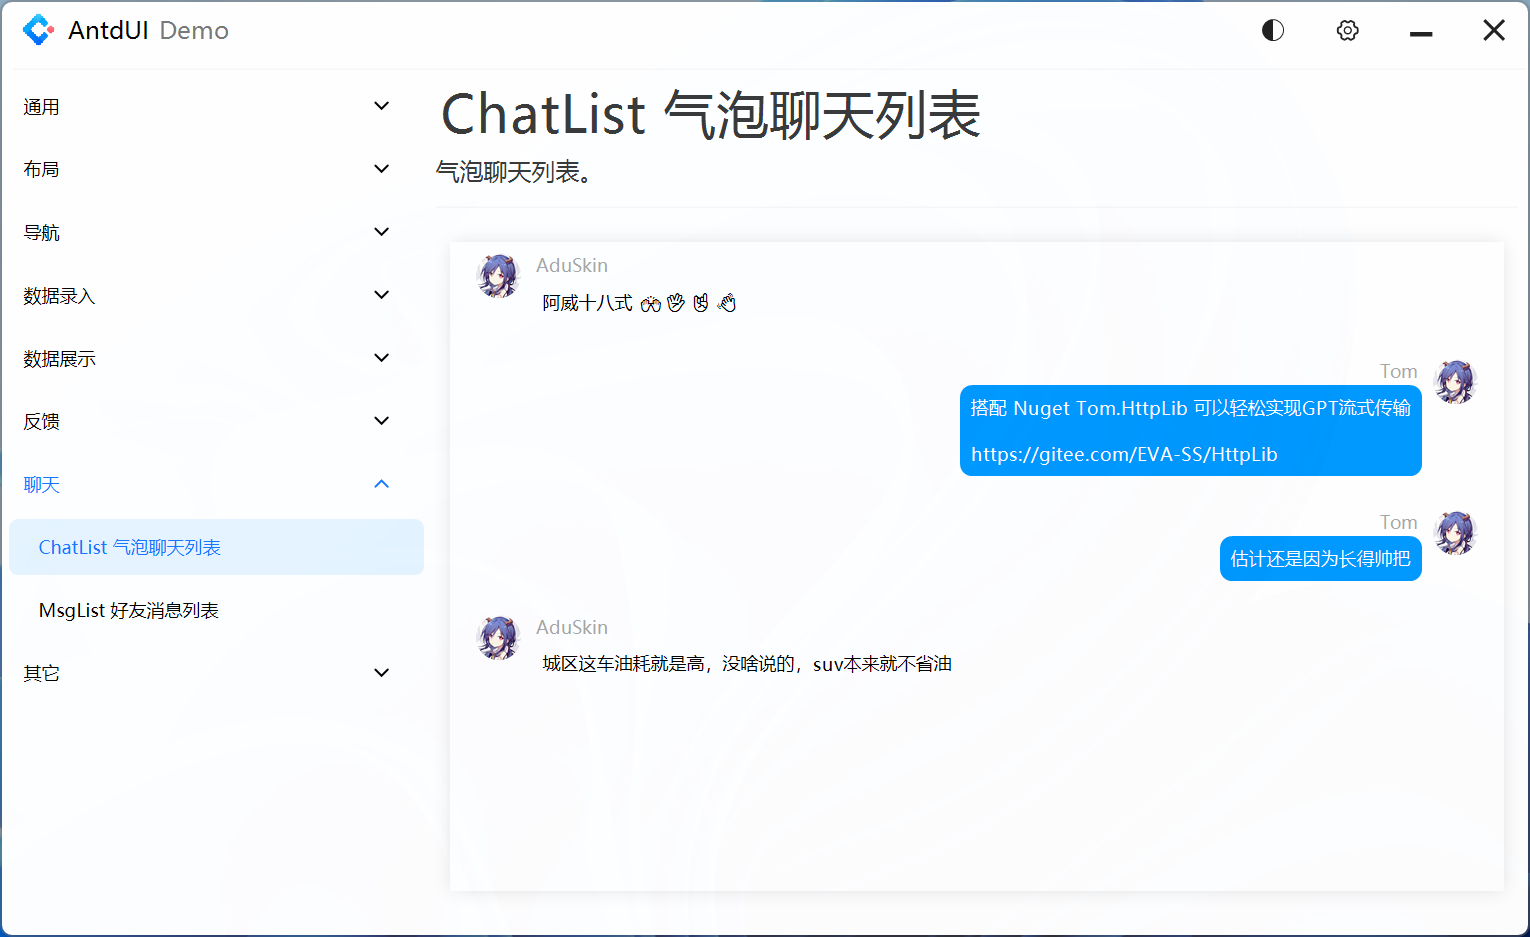 AntdUI Demo
通用
布局
导航
数据录入
数据展示
反馈
聊天
ChatList 气泡聊天列表
MsgList 好友消息列表
其它
ChatList 气泡聊天列表
气泡聊天列表。
AduSkin
阿威十八式
Tom
搭配 Nuget Tom.HttpLib 可以轻松实现GPT流式传输
https://gitee.com/EVA-SS/HttpLib
Tom
估计还是因为长得帅把
AduSkin
城区这车油耗就是高，没啥说的，suv本来就不省油